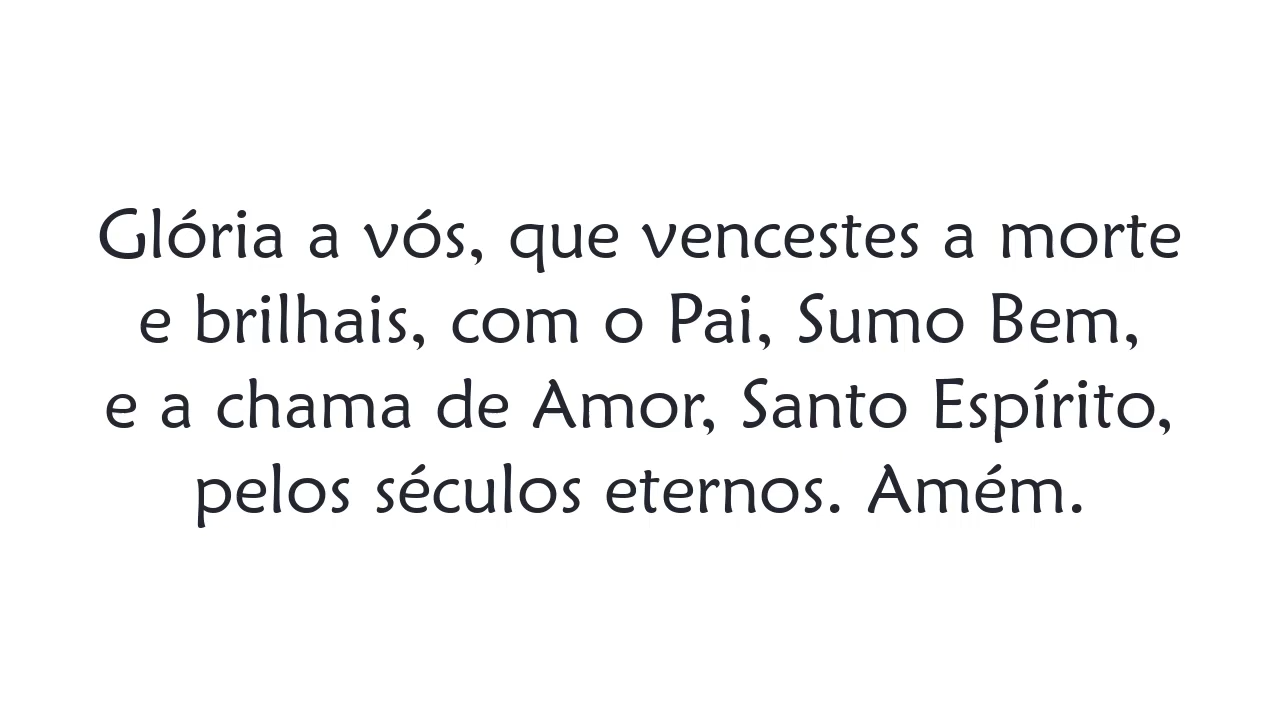 Glória a vós, que vencestes a morte
e brilhais, com o Pai, Sumo Bem,
e a chama de Amor, Santo Espírito,
pelos séculos eternos. Amém.